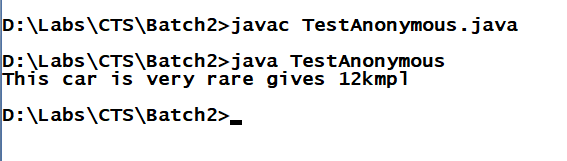 D:\Labs\CTS\Batch2>javac TestAnonymous.java
D:\Labs\CTS\Batch2>java TestAnonymous
This car is very rare gives 12kmpl
D:\Labs\CTS\Batch2>